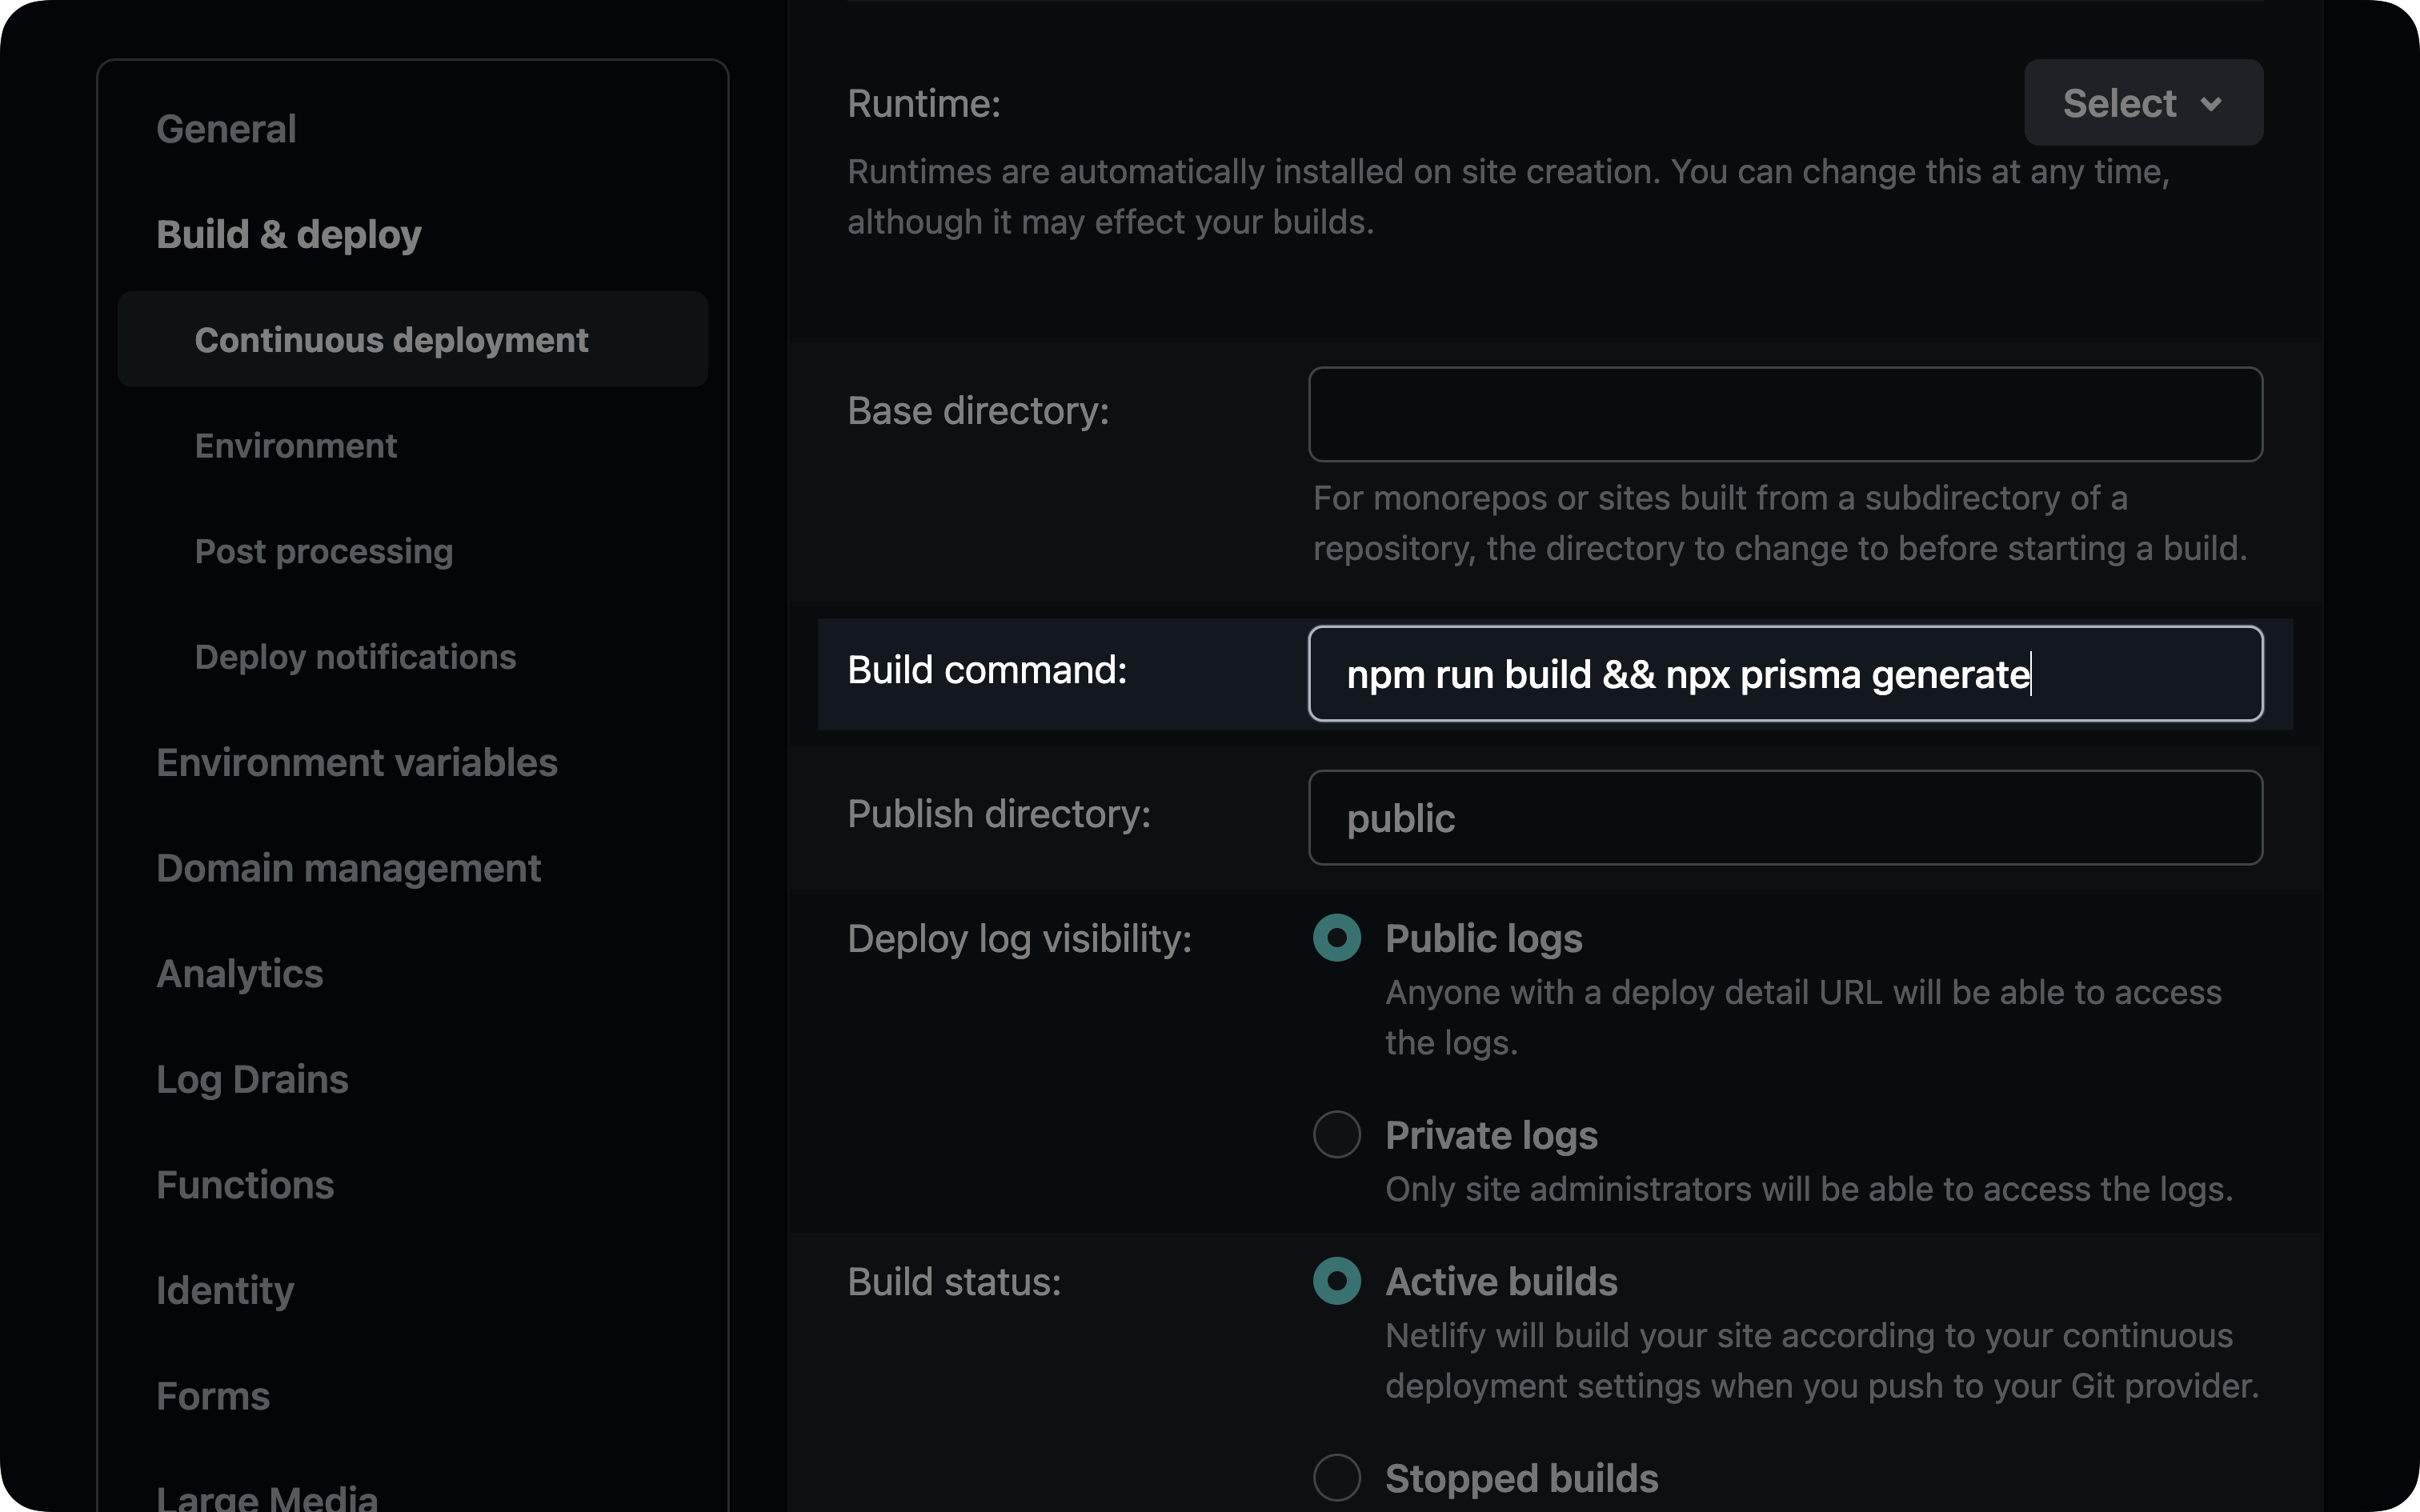 General
Build & deploy
Continuous deployment
Environment
Post processing
Deploy notifications
Environment variables
Domain management
Analytics
Log Drains
Functions
Identity
Forms
Large Media
Runtime:
Select
Runtimes are automatically installed on site creation. You can change this at any time,
although it may effect your builds.
Base directory:
For monorepos or sites built from a subdirectory of a
repository, the directory to change to before starting a build.
Build command:
npm run build && npx prisma generate
Publish directory:
public
Deploy log visibility:
Public logs
Anyone with a deploy detail URL will be able to access
the logs.
Private logs
Only site administrators will be able to access the logs.
Build status:
Active builds
Netlify will build your site according to your continuous
deployment settings when you push to your Git provider.
Stopped builds